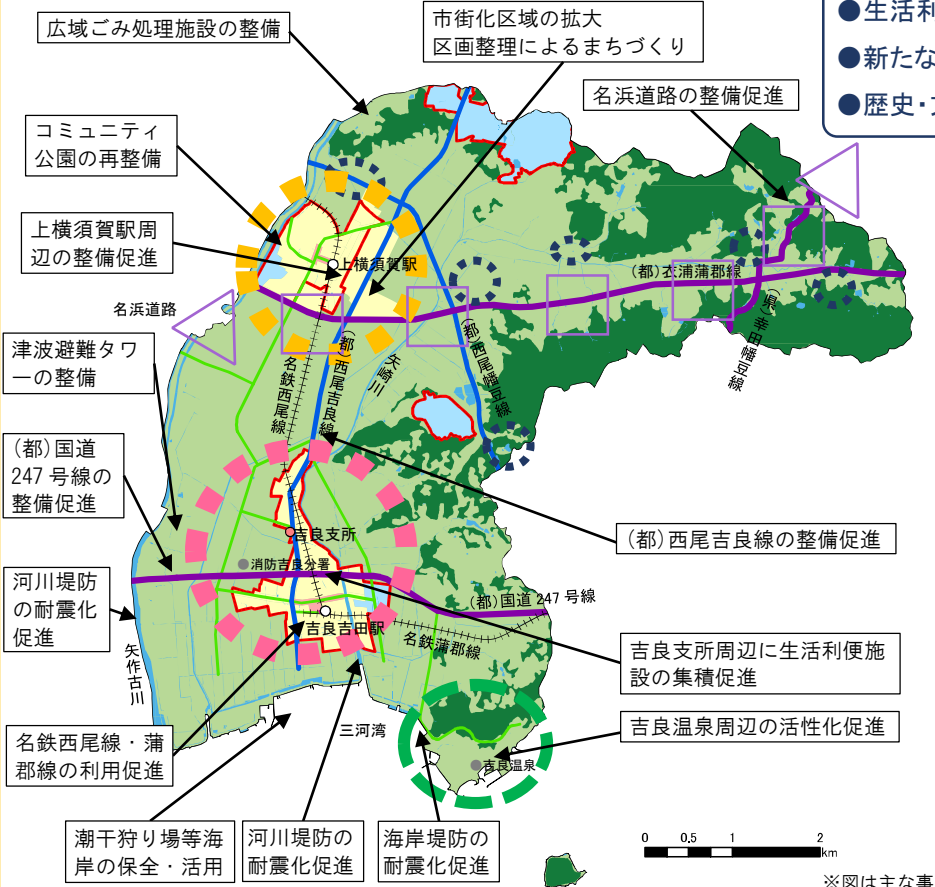 広域ごみ処理施設の整備
市街化区域の拡大
区画整理によるまちづくり
●生活利
●新たな
●歴史・
名浜道路の整備促進
コミュニティ
公園の再整備
上横須賀駅周
辺の整備促進
上横須賀駅
(都)衣浦蒲郡線
名浜道路
(県)幸田幡豆線
津波避難タワ
ーの整備
名鉄西尾線
(都)西尾吉良線
矢崎川
(都)西尾幡豆線
(都)国道
247号線の
整備促進
吉良支所
(都)西尾吉良線の整備促進
消防吉良分署
河川堤防
の耐震化
促進
(都)国道247号線
吉良吉田駅
名鉄蒲郡線
吉良支所周辺に生活利便施
設の集積促進
矢作古川
三河湾
吉良温泉周辺の活性化促進
名鉄西尾線・蒲
郡線の利用促進
吉良温泉
潮干狩り場等海
岸の保全・活用
河川堤防の
耐震化促進
海岸堤防の
耐震化促進
0 0.5 1 2
km
※図は主な事